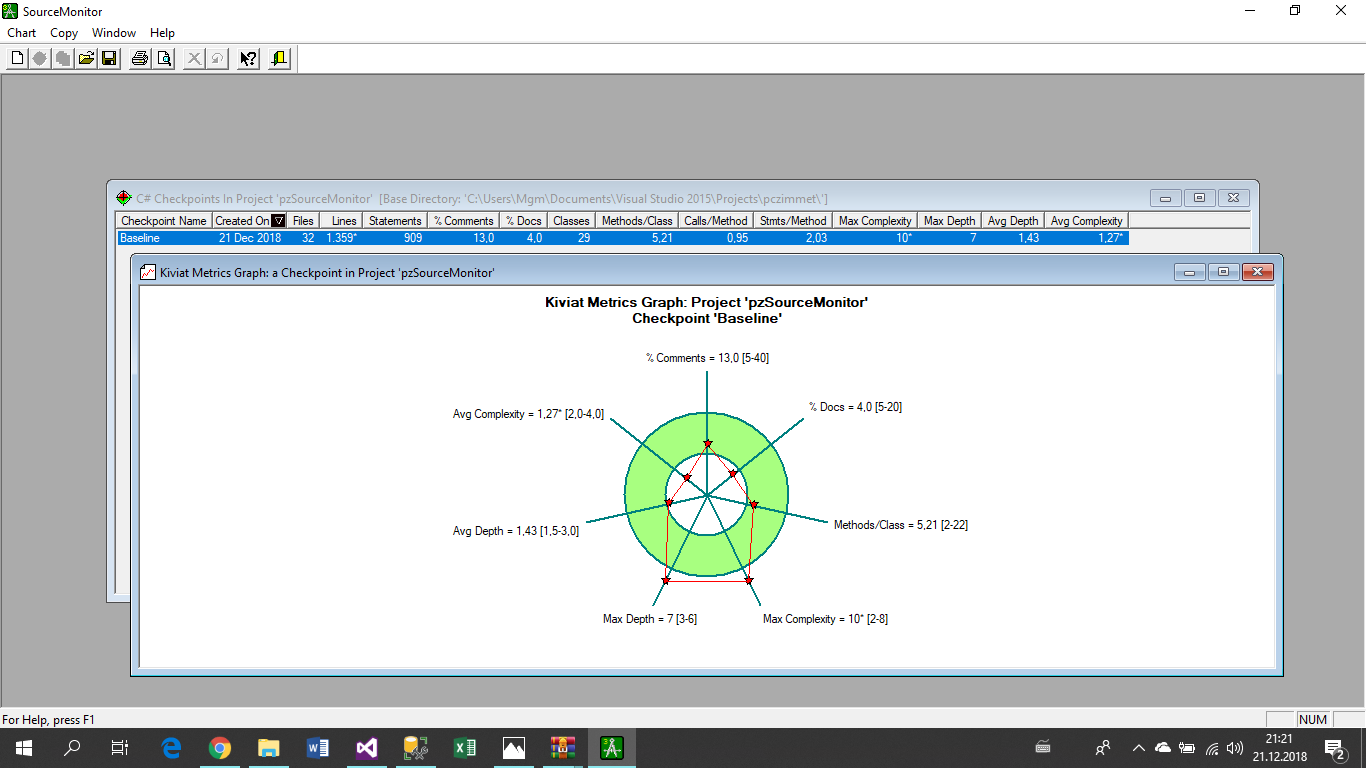 SourceMonitor
Chart Copy Window Help
C# Checkpoints In Project 'pzSourceMonitor' [Base Directory: 'C:\Users\Mgm\Documents\Visual Studio 2015\Projects\pczimmet\']
Checkpoint Name Created On Files Lines Statements % Comments % Docs Classes Methods/Class Calls/Method Stmts/Method Max Complexity Max Depth Avg Depth Avg Complexity
Baseline 21 Dec 2018 32 1.359* 909 13,0 4,0 29 5,21 0,95 2,03 10* 7 1,43 1,27*
Kiviat Metrics Graph: a Checkpoint in Project 'pzSourceMonitor'
Kiviat Metrics Graph: Project 'pzSourceMonitor'
Checkpoint 'Baseline'
% Comments = 13,0 [5-40]
% Docs = 4,0 [5-20]
Avg Complexity = 1,27* [2,0-4,0]
Methods/Class = 5,21 [2-22]
Avg Depth = 1,43 [1,5-3,0]
Max Depth = 7 [3-6]
Max Complexity = 10* [2-8]
For Help, press F1
NUM
21:21
21.12.2018
2